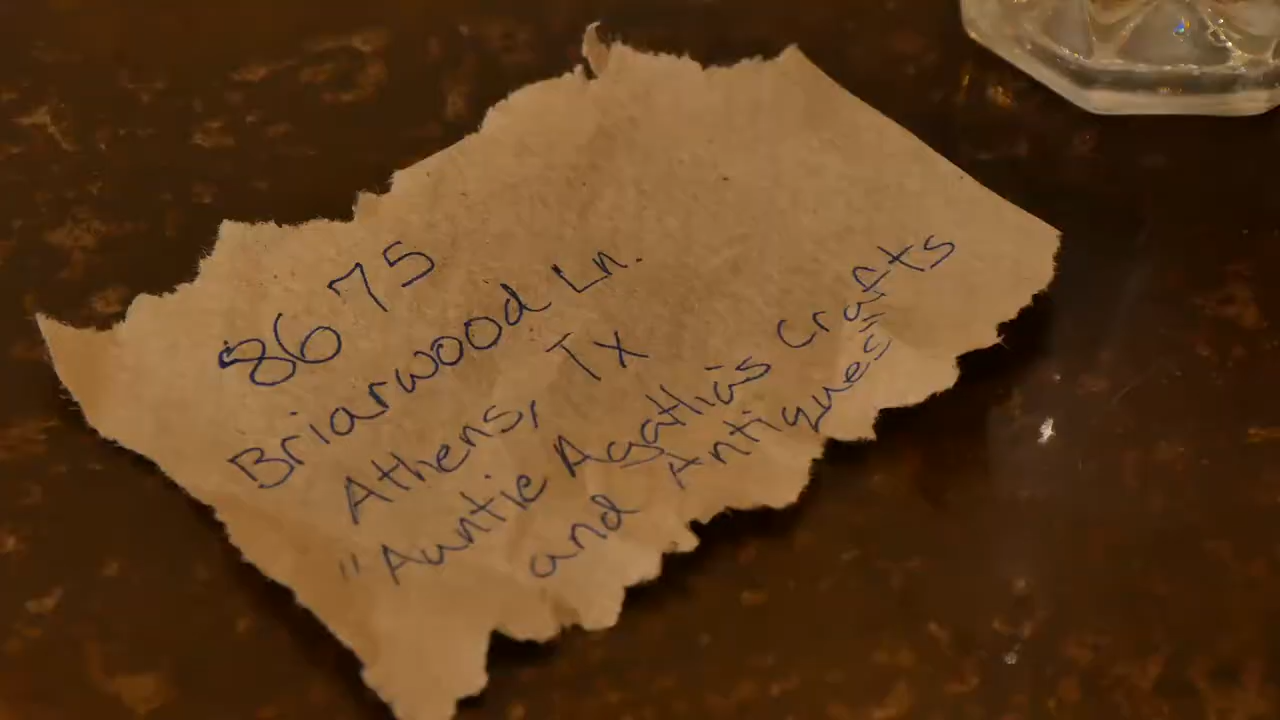 8675
Briarwood Ln.
Athens, Tx
"Auntie Agatha's Crafts
and Antiques"